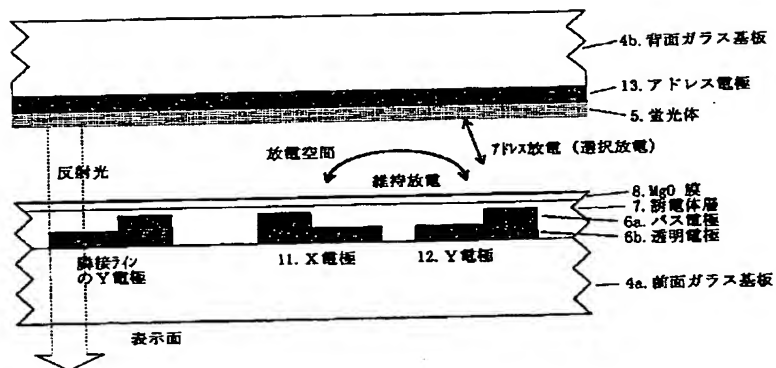 4b. 背面ガラス基板
13. アドレス電極
5. 蛍光体
アドレス放電 (選択放電)
放電空間
反射光
維持放電
8. MgO 膜
7. 誘電体層
6a. バス電極
6b. 透明電極
隣接ライン
のY電極
11. X電極
12. Y電極
4a. 前面ガラス基板
表示面